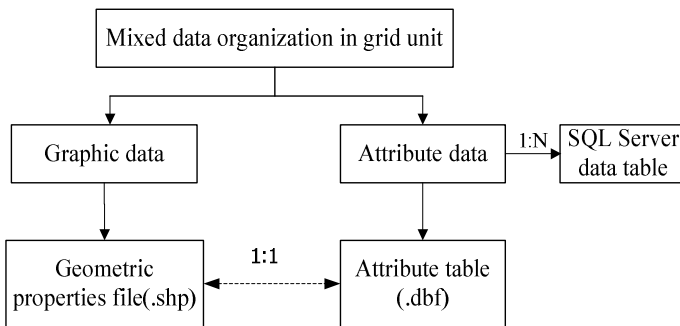 Mixed data organization in grid unit
Graphic data
Attribute data
1:N
SQL Server
data table
Geometric
properties file(.shp)
1:1
Attribute table
(.dbf)